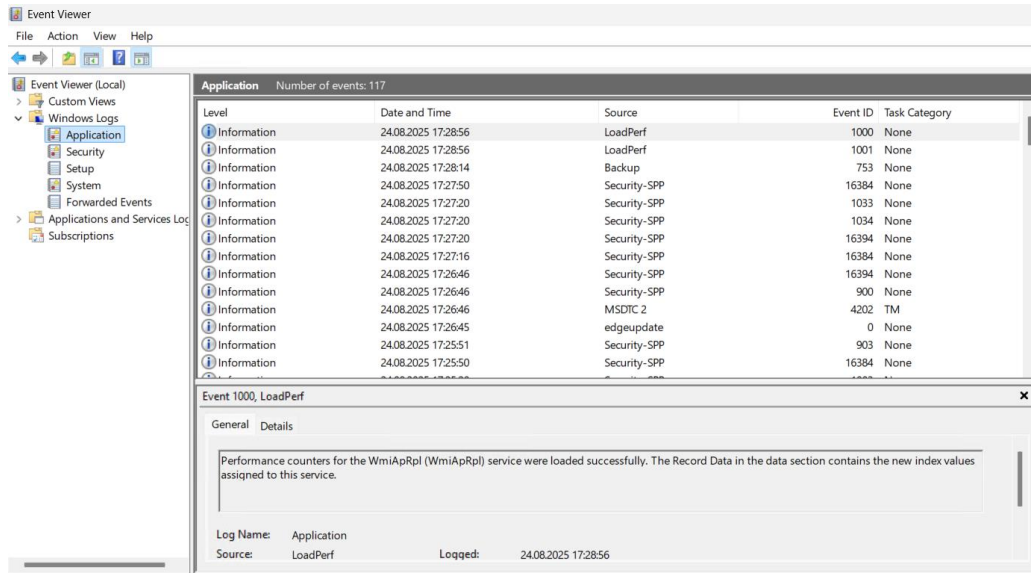 Event Viewer
File Action View Help
Event Viewer (Local)
Custom Views
Windows Logs
Application
Security
Setup
System
Forwarded Events
Applications and Services Log
Subscriptions
Application Number of events: 117
Level Date and Time Source Event ID Task Category
Information 24.08.2025 17:28:56 LoadPerf 1000 None
Information 24.08.2025 17:28:56 LoadPerf 1001 None
Information 24.08.2025 17:28:14 Backup 753 None
Information 24.08.2025 17:27:50 Security-SPP 16384 None
Information 24.08.2025 17:27:20 Security-SPP 1033 None
Information 24.08.2025 17:27:20 Security-SPP 1034 None
Information 24.08.2025 17:27:20 Security-SPP 16394 None
Information 24.08.2025 17:27:16 Security-SPP 16384 None
Information 24.08.2025 17:26:46 Security-SPP 16394 None
Information 24.08.2025 17:26:46 Security-SPP 900 None
Information 24.08.2025 17:26:46 MSDTC 2 4202 TM
Information 24.08.2025 17:26:45 edgeupdate 0 None
Information 24.08.2025 17:25:51 Security-SPP 903 None
Information 24.08.2025 17:25:50 Security-SPP 16384 None
Event 1000, LoadPerf
General Details
Performance counters for the WmiApRpl (WmiApRpl) service were loaded successfully. The Record Data in the data section contains the new index values
assigned to this service.
Log Name: Application
Source: LoadPerf Logged: 24.08.2025 17:28:56